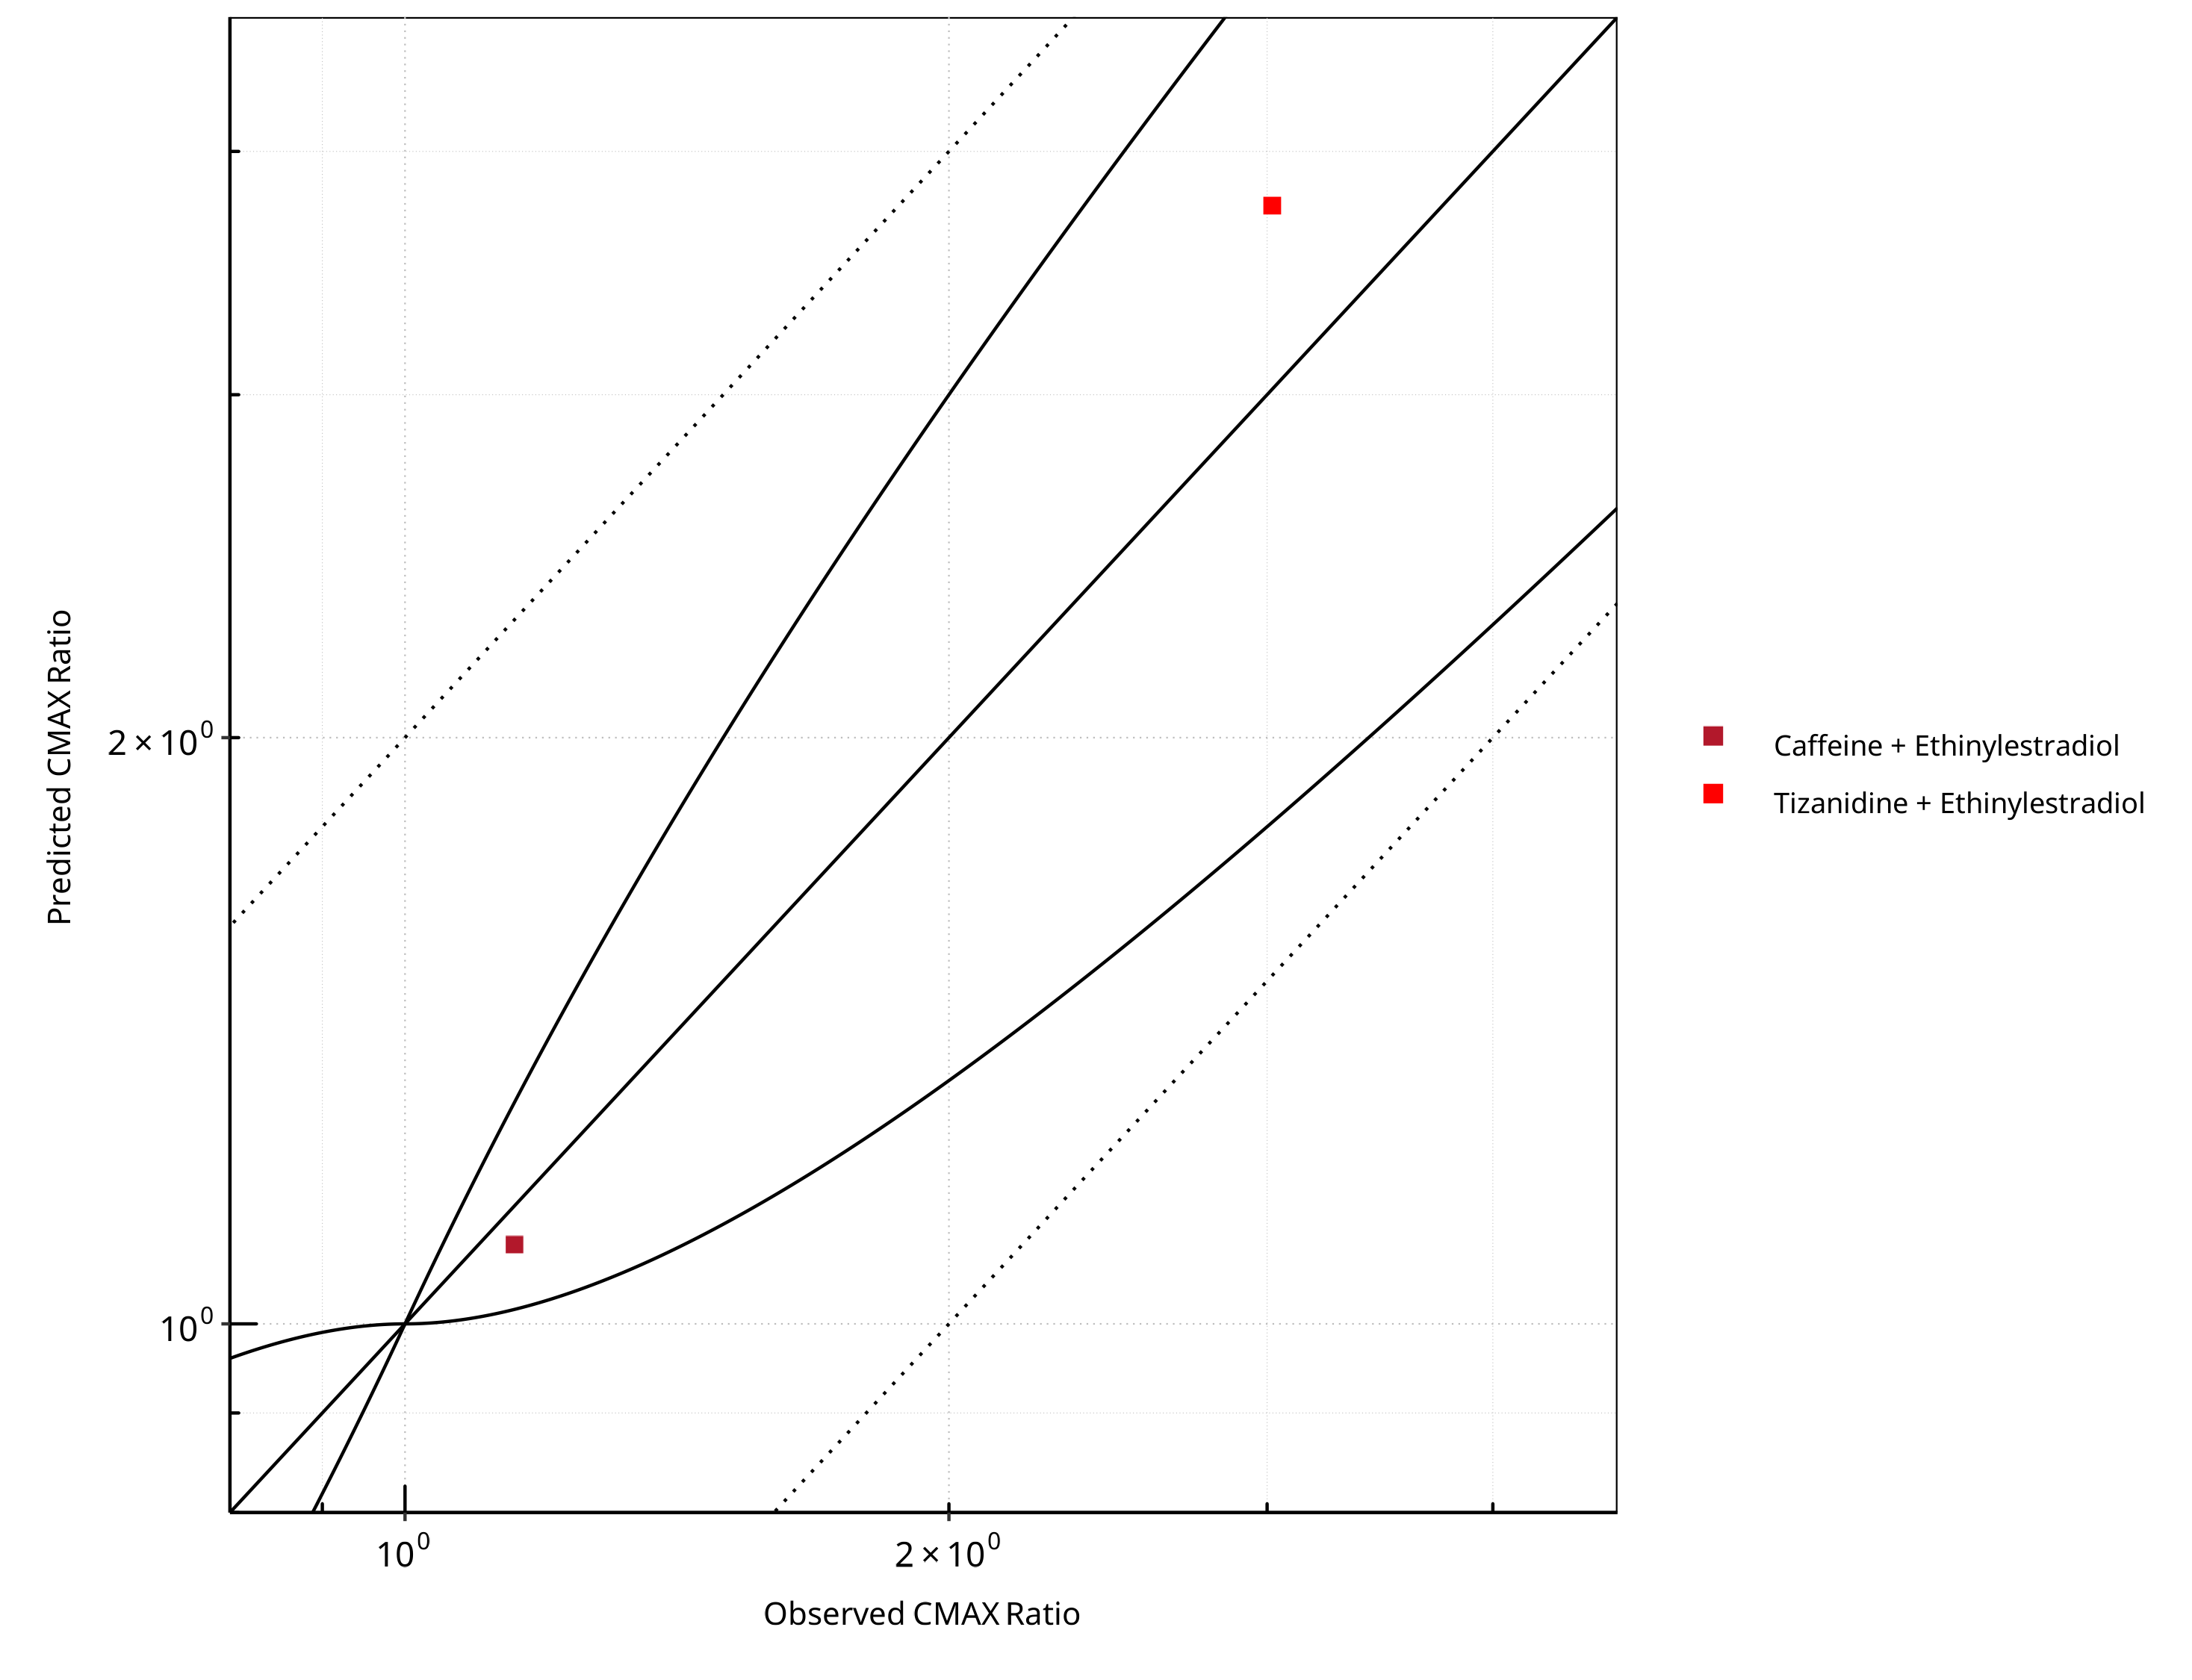 Predicted CMAX Ratio
2 × 10⁰
10⁰
10⁰
2 × 10⁰
Observed CMAX Ratio
Caffeine + Ethinylestradiol
Tizanidine + Ethinylestradiol